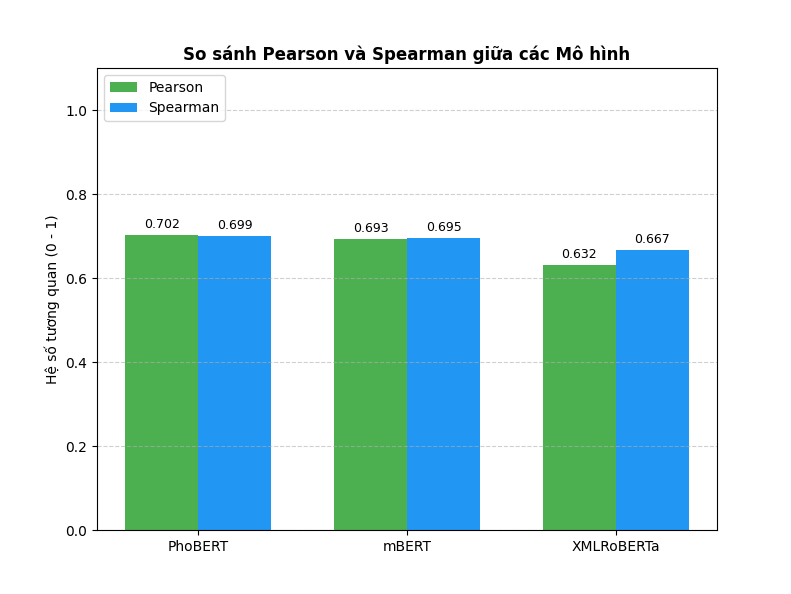 So sánh Pearson và Spearman giữa các Mô hình
Pearson
Spearman
Hệ số tương quan (0 - 1)
1.0
0.8
0.6
0.4
0.2
0.0
0.702
0.699
0.693
0.695
0.632
0.667
PhoBERT
mBERT
XMLRoBERTa